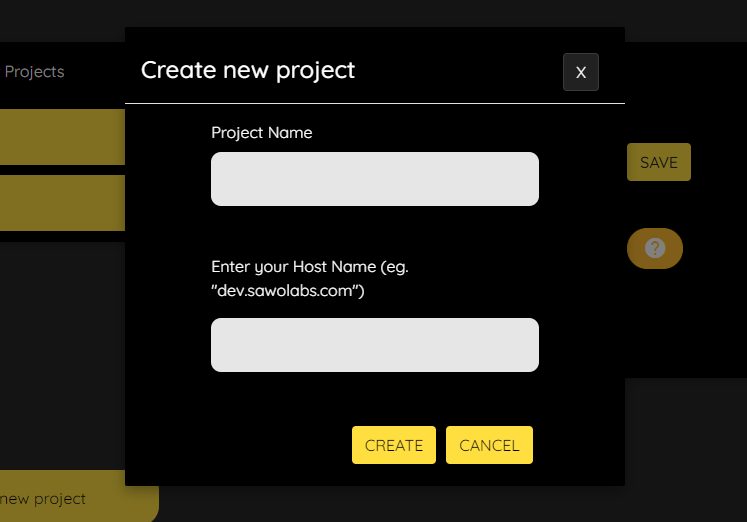 Projects
Create new project
X
Project Name
SAVE
?
Enter your Host Name (eg.
"dev.sawolabs.com")
CREATE
CANCEL
new project